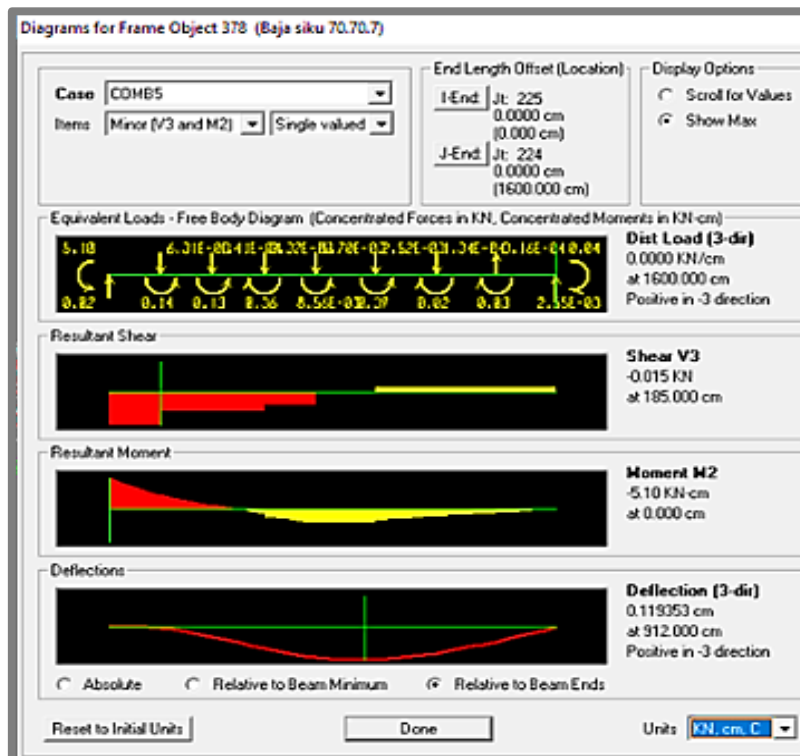 Diagrams for Frame Object 378 (Baja siku 70.70.7)
Case COMB5
Items Minor (V3 and M2) Single valued
End Length Offset (Location)
I-End: Jt: 225
0.0000 cm
(0.000 cm)
J-End: Jt: 224
0.0000 cm
(1600.000 cm)
Display Options
Scroll for Values
Show Max
Equivalent Loads - Free Body Diagram (Concentrated Forces in KN, Concentrated Moments in KN-cm)
0.04
0.02 0.14 0.13 0.36 0.02 0.03
Dist Load (3-dir)
0.0000 KN/cm
at 1600.000 cm
Positive in -3 direction
Resultant Shear
Shear V3
-0.015 KN
at 185.000 cm
Resultant Moment
Moment M2
-5.10 KN-cm
at 0.000 cm
Deflections
Deflection (3-dir)
0.119353 cm
at 912.000 cm
Positive in -3 direction
Absolute Relative to Beam Minimum Relative to Beam Ends
Reset to Initial Units Done Units KN, cm, C